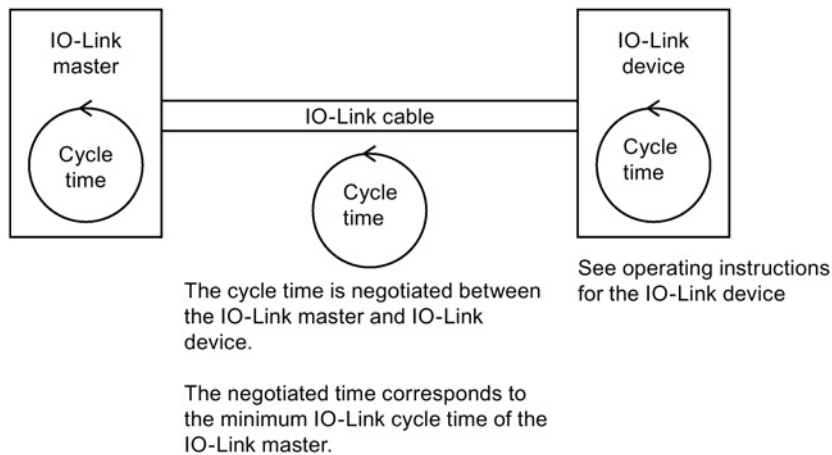 IO-Link
master
Cycle
time
IO-Link cable
Cycle
time
IO-Link
device
Cycle
time
The cycle time is negotiated between
the IO-Link master and IO-Link
device.
The negotiated time corresponds to
the minimum IO-Link cycle time of the
IO-Link master.
See operating instructions
for the IO-Link device